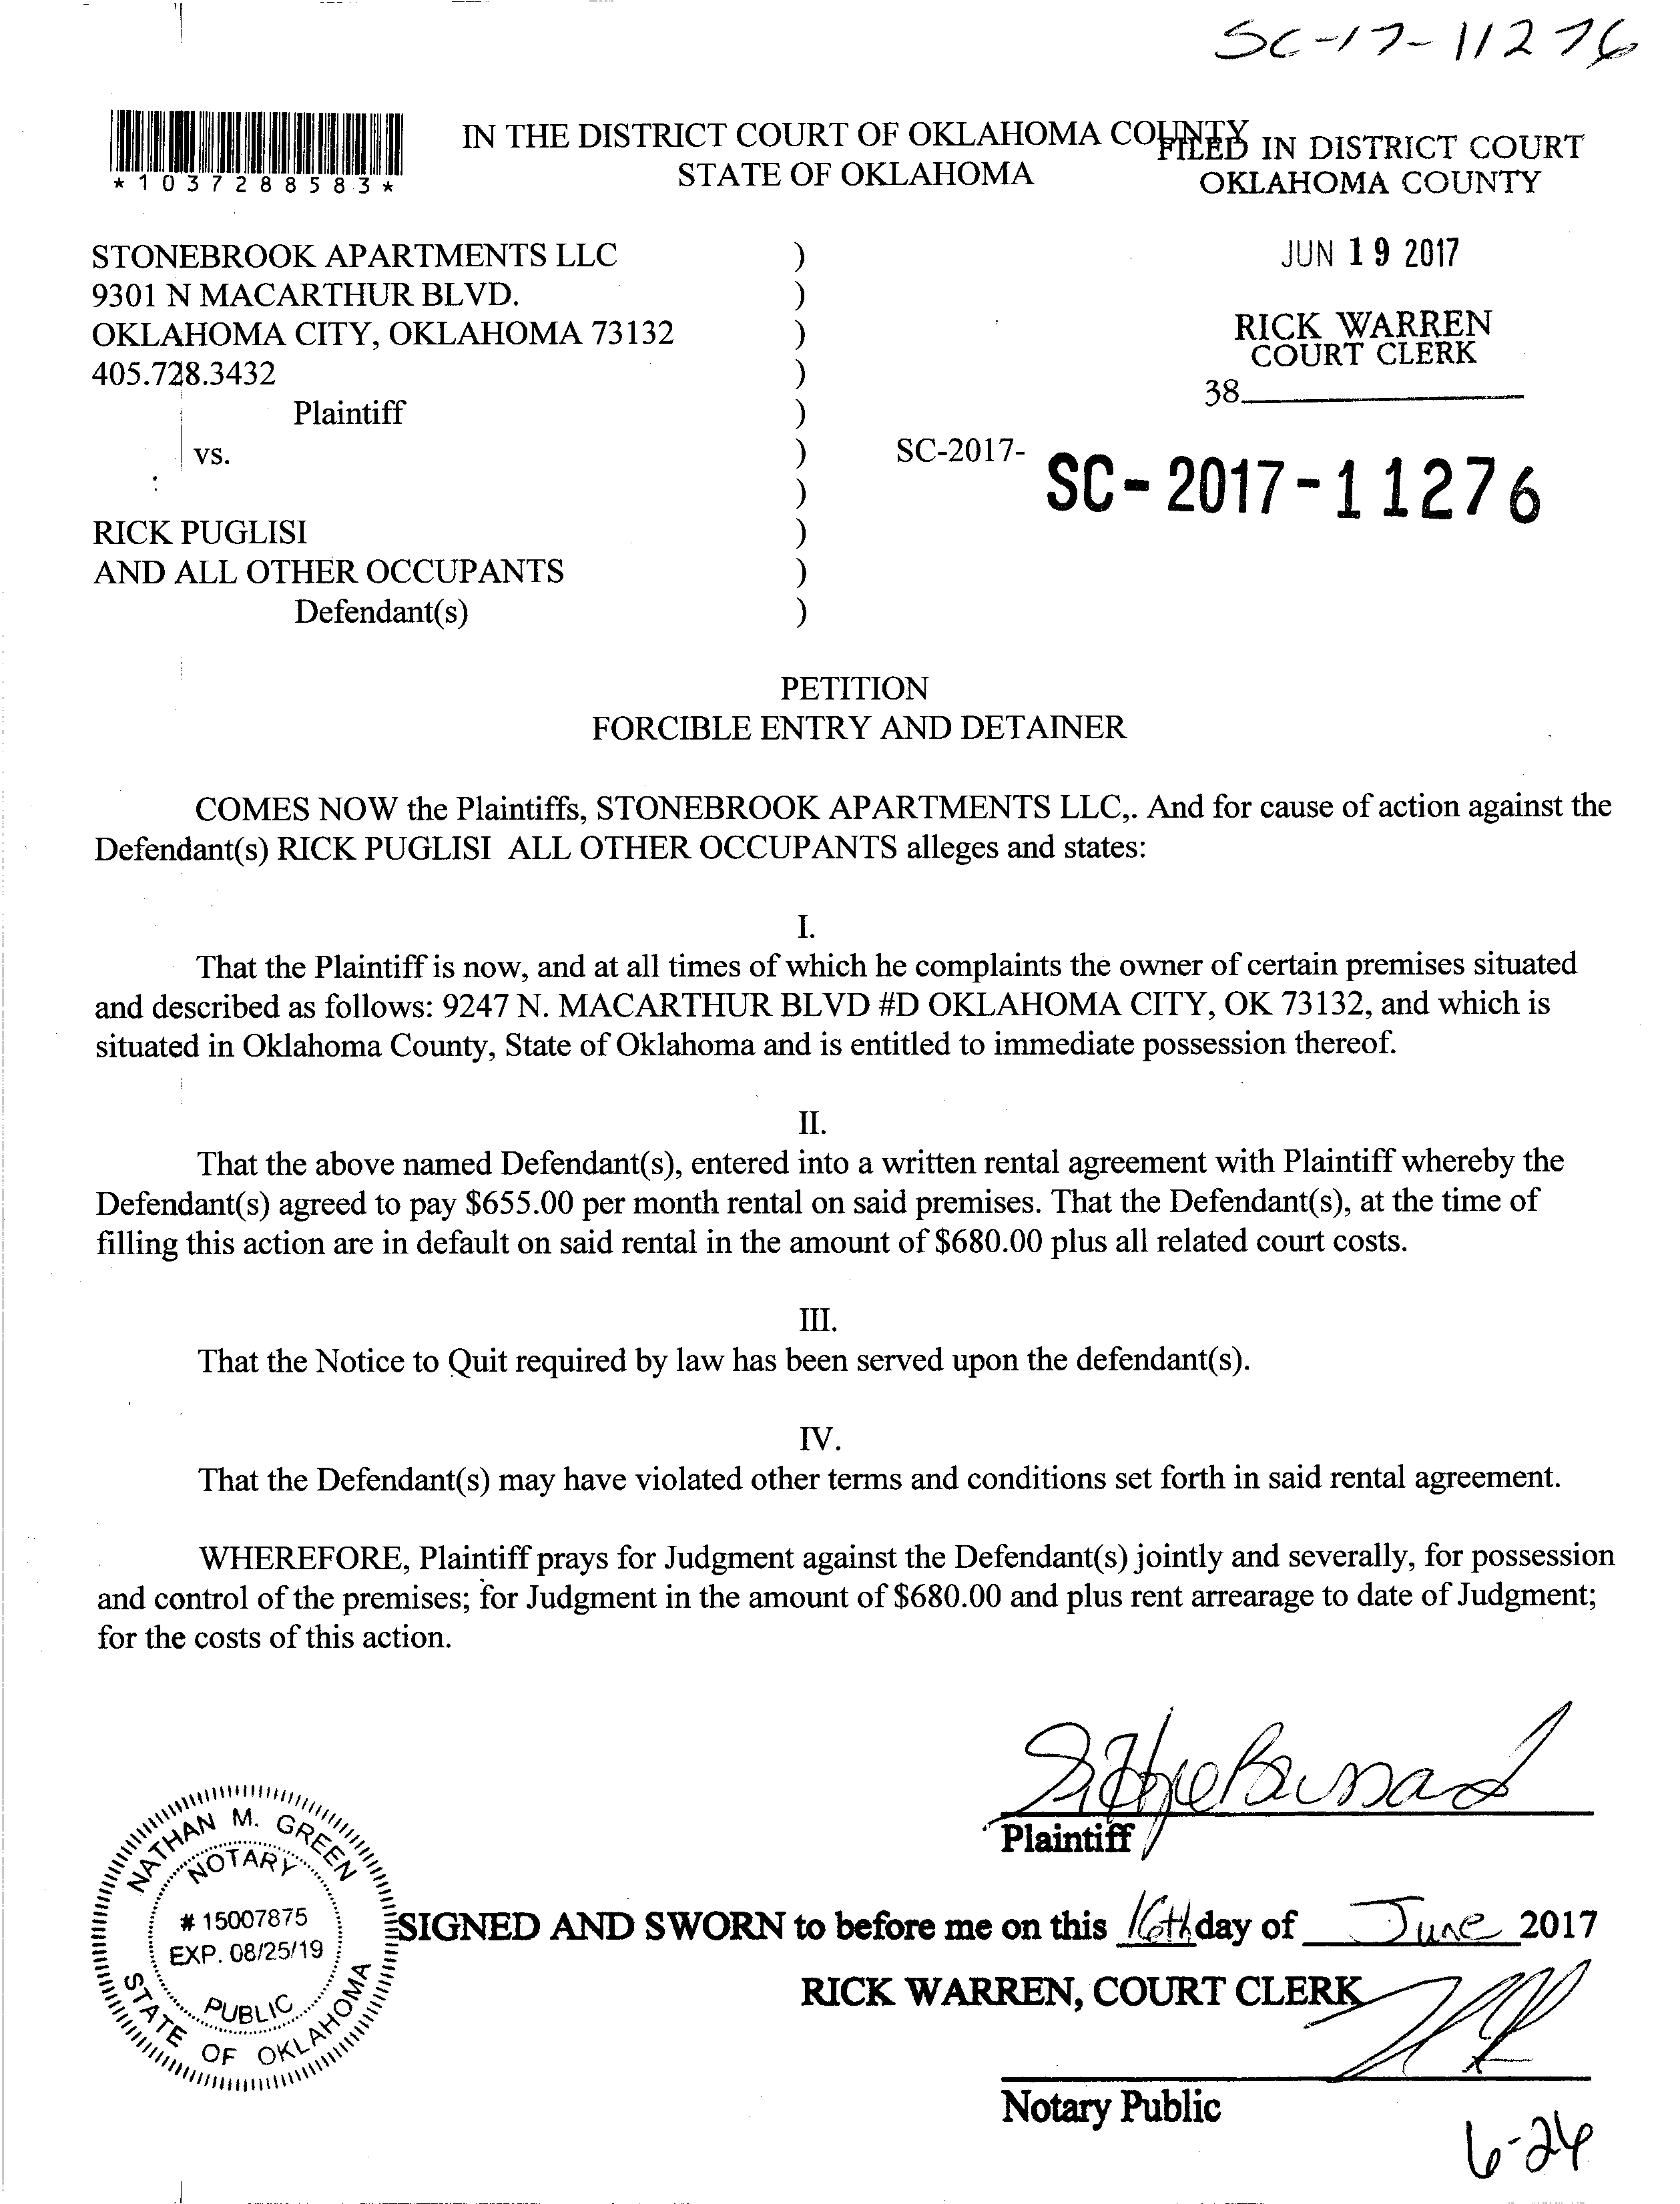 SC-17-11276
*1037288583*
IN THE DISTRICT COURT OF OKLAHOMA COUNTY
STATE OF OKLAHOMA
FILED IN DISTRICT COURT
OKLAHOMA COUNTY
JUN 19 2017
RICK WARREN
COURT CLERK
38
STONEBROOK APARTMENTS LLC )
9301 N MACARTHUR BLVD. )
OKLAHOMA CITY, OKLAHOMA 73132 )
405.728.3432 )
Plaintiff )
vs. ) SC-2017- SC-2017-11276
)
RICK PUGLISI )
AND ALL OTHER OCCUPANTS )
Defendant(s) )
PETITION
FORCIBLE ENTRY AND DETAINER
COMES NOW the Plaintiffs, STONEBROOK APARTMENTS LLC,. And for cause of action against the
Defendant(s) RICK PUGLISI ALL OTHER OCCUPANTS alleges and states:
I.
That the Plaintiff is now, and at all times of which he complaints the owner of certain premises situated
and described as follows: 9247 N. MACARTHUR BLVD #D OKLAHOMA CITY, OK 73132, and which is
situated in Oklahoma County, State of Oklahoma and is entitled to immediate possession thereof.
II.
That the above named Defendant(s), entered into a written rental agreement with Plaintiff whereby the
Defendant(s) agreed to pay $655.00 per month rental on said premises. That the Defendant(s), at the time of
filling this action are in default on said rental in the amount of $680.00 plus all related court costs.
III.
That the Notice to Quit required by law has been served upon the defendant(s).
IV.
That the Defendant(s) may have violated other terms and conditions set forth in said rental agreement.
WHEREFORE, Plaintiff prays for Judgment against the Defendant(s) jointly and severally, for possession
and control of the premises; for Judgment in the amount of $680.00 and plus rent arrearage to date of Judgment;
for the costs of this action.
Plaintiff
NATHAN M. GREEN
NOTARY
# 15007875
EXP. 08/25/19
PUBLIC
STATE OF OKLAHOMA
SIGNED AND SWORN to before me on this 16th day of June 2017
RICK WARREN, COURT CLERK
Notary Public
6-24